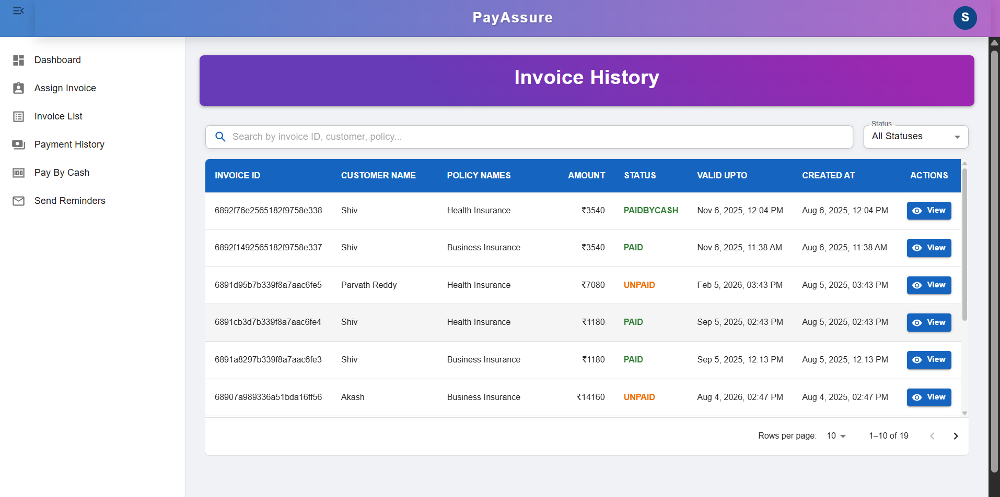 PayAssure
S
Dashboard
Assign Invoice
Invoice List
Payment History
Pay By Cash
Send Reminders
Invoice History
Search by invoice ID, customer, policy...
Status
All Statuses
INVOICE ID CUSTOMER NAME POLICY NAMES AMOUNT STATUS VALID UPTO CREATED AT ACTIONS
6892f76e2565182f9758e338 Shiv Health Insurance ₹3540 PAIDBYCASH Nov 6, 2025, 12:04 PM Aug 6, 2025, 12:04 PM View
6892f1492565182f9758e337 Shiv Business Insurance ₹3540 PAID Nov 6, 2025, 11:38 AM Aug 6, 2025, 11:38 AM View
6891d95b7b339f8a7aac6fe5 Parvath Reddy Health Insurance ₹7080 UNPAID Feb 5, 2026, 03:43 PM Aug 5, 2025, 03:43 PM View
6891cb3d7b339f8a7aac6fe4 Shiv Health Insurance ₹1180 PAID Sep 5, 2025, 02:43 PM Aug 5, 2025, 02:43 PM View
6891a8297b339f8a7aac6fe3 Shiv Business Insurance ₹1180 PAID Sep 5, 2025, 12:13 PM Aug 5, 2025, 12:13 PM View
68907a989336a51bda16ff56 Akash Business Insurance ₹14160 UNPAID Aug 4, 2026, 02:47 PM Aug 4, 2025, 02:47 PM View
Rows per page: 10 1–10 of 19